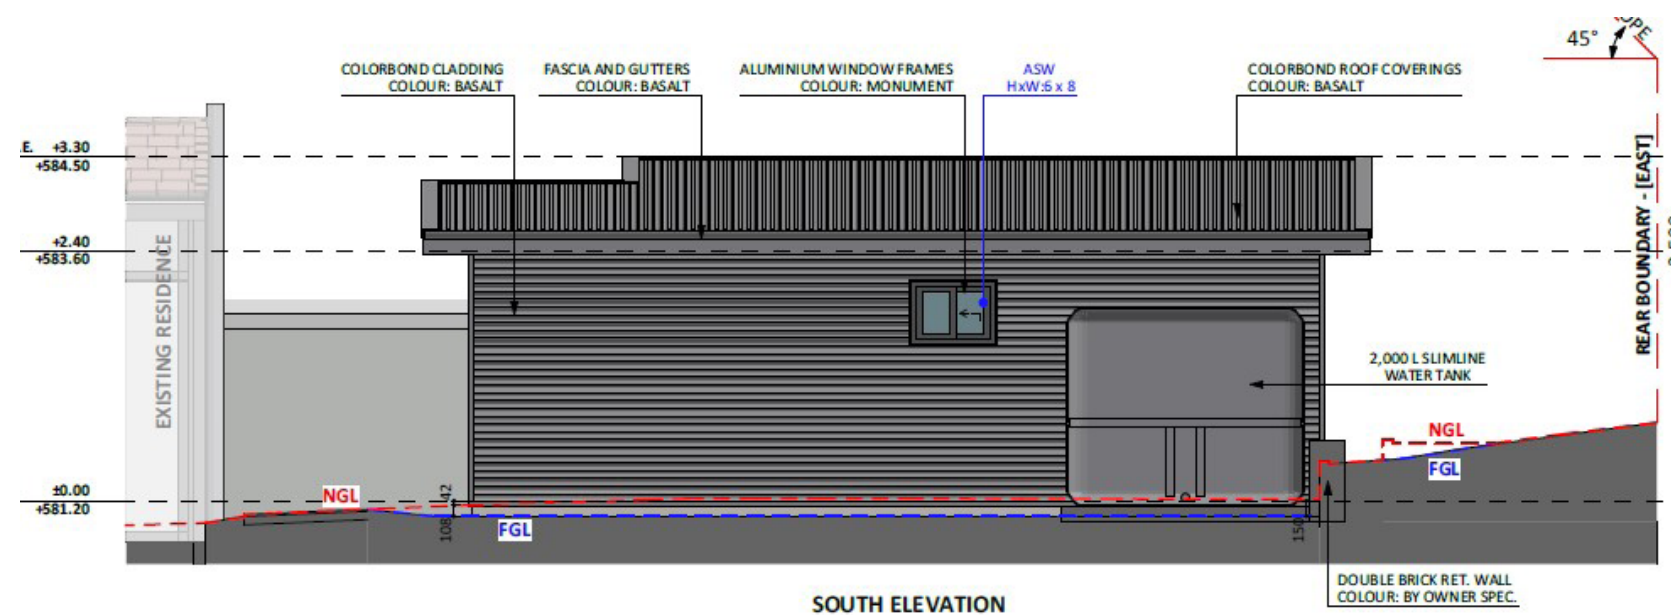 45°
COLORBOND CLADDING
COLOUR: BASALT
FASCIA AND GUTTERS
COLOUR: BASALT
ALUMINIUM WINDOW FRAMES
COLOUR: MONUMENT
ASW
HxW:6 x 8
COLORBOND ROOF COVERINGS
COLOUR: BASALT
E. +3.30
+584.50
+2.40
+583.60
EXISTING RESIDENCE
REAR BOUNDARY - [EAST]
2,000 L SLIMLINE
WATER TANK
NGL
FGL
±0.00
+581.20
NGL
42
108
FGL
150
DOUBLE BRICK RET. WALL
COLOUR: BY OWNER SPEC.
SOUTH ELEVATION